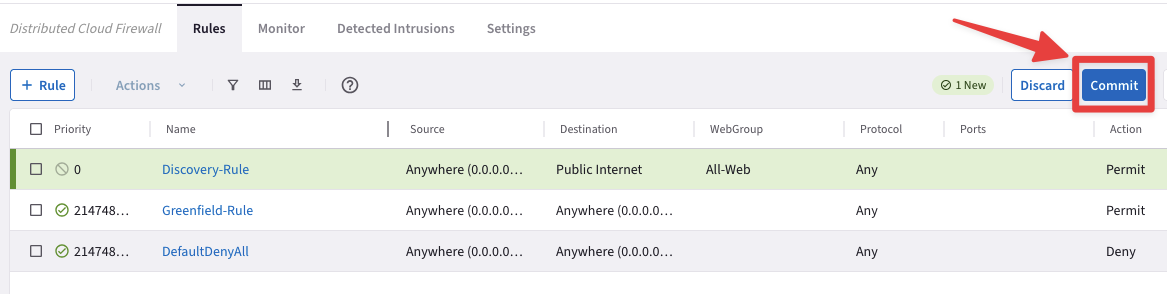 Distributed Cloud Firewall Rules Monitor Detected Intrusions Settings
+ Rule Actions 1 New Discard Commit
Priority Name Source Destination WebGroup Protocol Ports Action
0 Discovery-Rule Anywhere (0.0.0.0… Public Internet All-Web Any Permit
214748… Greenfield-Rule Anywhere (0.0.0.0… Anywhere (0.0.0.0… Any Permit
214748… DefaultDenyAll Anywhere (0.0.0.0… Anywhere (0.0.0.0… Any Deny